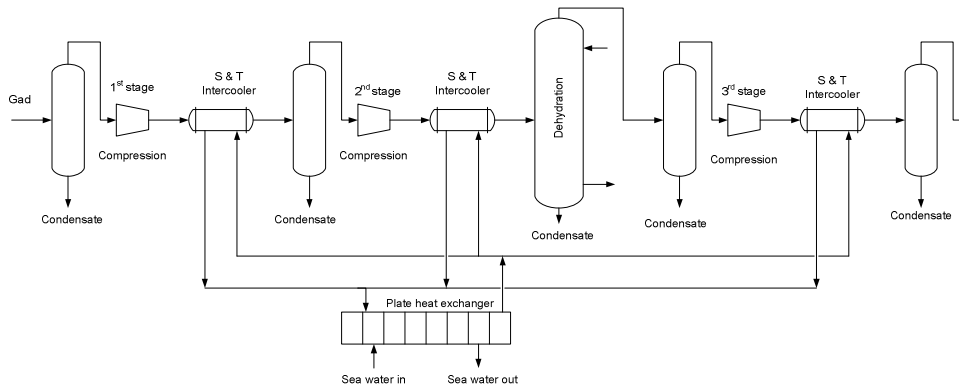 Gad
1st stage
Compression
Condensate
S & T
Intercooler
Condensate
2nd stage
Compression
S & T
Intercooler
Dehydration
Condensate
Condensate
3rd stage
Compression
S & T
Intercooler
Condensate
Plate heat exchanger
Sea water in
Sea water out